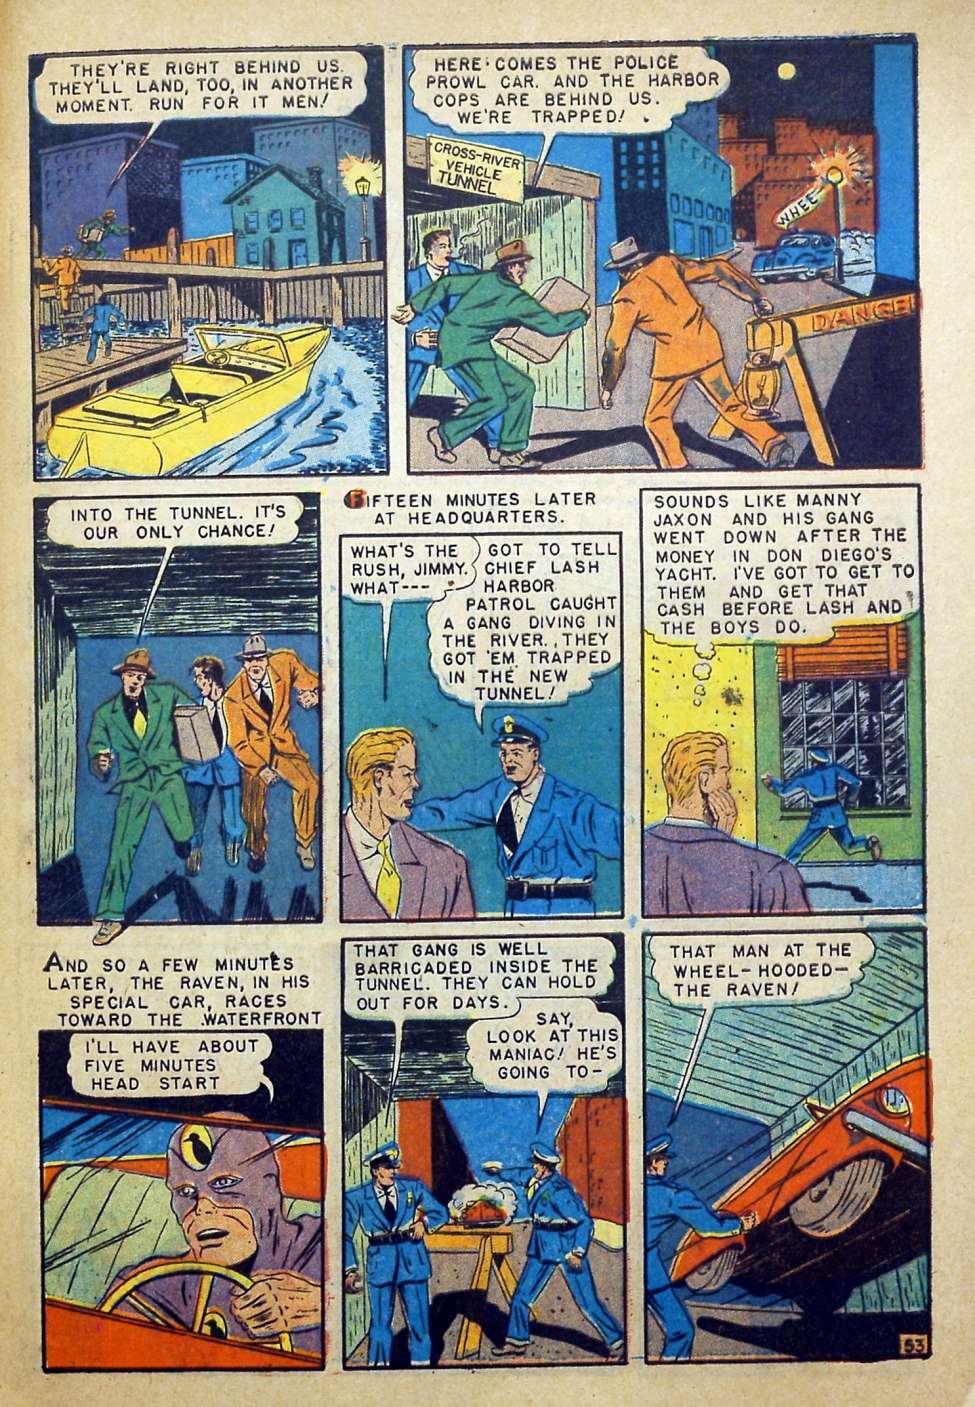 THEY'RE RIGHT BEHIND US.
THEY'LL LAND, TOO, IN ANOTHER
MOMENT. RUN FOR IT MEN!
HERE COMES THE POLICE
PROWL CAR. AND THE HARBOR
COPS ARE BEHIND US.
WE'RE TRAPPED!
CROSS-RIVER
VEHICLE
TUNNEL
WHEE
DANGER
INTO THE TUNNEL. IT'S
OUR ONLY CHANCE!
FIFTEEN MINUTES LATER
AT HEADQUARTERS.
WHAT'S THE
RUSH, JIMMY.
WHAT---
GOT TO TELL
CHIEF LASH
HARBOR
PATROL CAUGHT
A GANG DIVING IN
THE RIVER. THEY
GOT 'EM TRAPPED
IN THE NEW
TUNNEL!
SOUNDS LIKE MANNY
JAXON AND HIS GANG
WENT DOWN AFTER THE
MONEY IN DON DIEGO'S
YACHT. I'VE GOT TO GET TO
THEM AND GET THAT
CASH BEFORE LASH AND
THE BOYS DO.
AND SO A FEW MINUTES
LATER, THE RAVEN, IN HIS
SPECIAL CAR, RACES
TOWARD THE WATERFRONT
I'LL HAVE ABOUT
FIVE MINUTES
HEAD START
THAT GANG IS WELL
BARRICADED INSIDE THE
TUNNEL. THEY CAN HOLD
OUT FOR DAYS.
SAY,
LOOK AT THIS
MANIAC! HE'S
GOING TO-
THAT MAN AT THE
WHEEL-HOODED-
THE RAVEN!
53